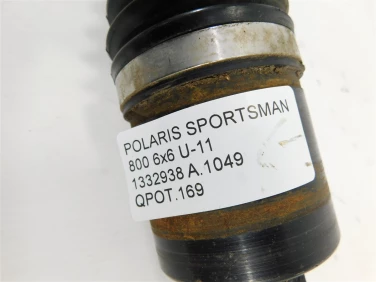 POLARIS SPORTSMAN
800 6x6 U-11
1332938 A.1049
QPOT.169